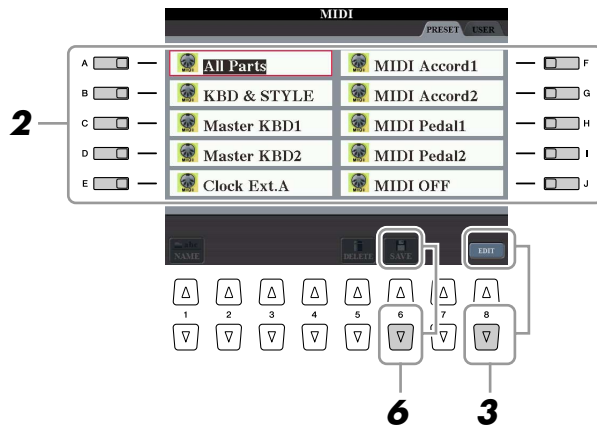 MIDI
PRESET USER
A All Parts MIDI Accord1 F
B KBD & STYLE MIDI Accord2 G
2
C Master KBD1 MIDI Pedal1 H
D Master KBD2 MIDI Pedal2 I
E Clock Ext.A MIDI OFF J
NAME DELETE SAVE EDIT
1 2 3 4 5 6 7 8
6 3